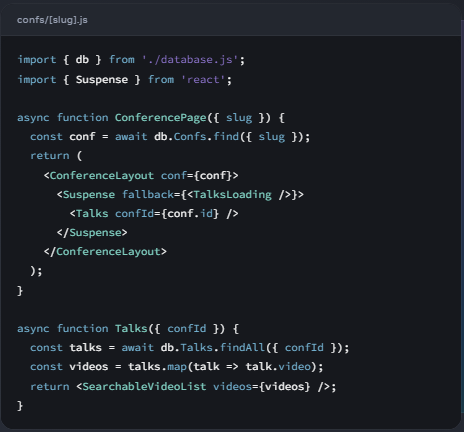 confs/[slug].js
import { db } from './database.js';
import { Suspense } from 'react';

async function ConferencePage({ slug }) {
  const conf = await db.Confs.find({ slug });
  return (
    <ConferenceLayout conf={conf}>
      <Suspense fallback={<TalksLoading />}>
        <Talks confId={conf.id} />
      </Suspense>
    </ConferenceLayout>
  );
}

async function Talks({ confId }) {
  const talks = await db.Talks.findAll({ confId });
  const videos = talks.map(talk => talk.video);
  return <SearchableVideoList videos={videos} />;
}